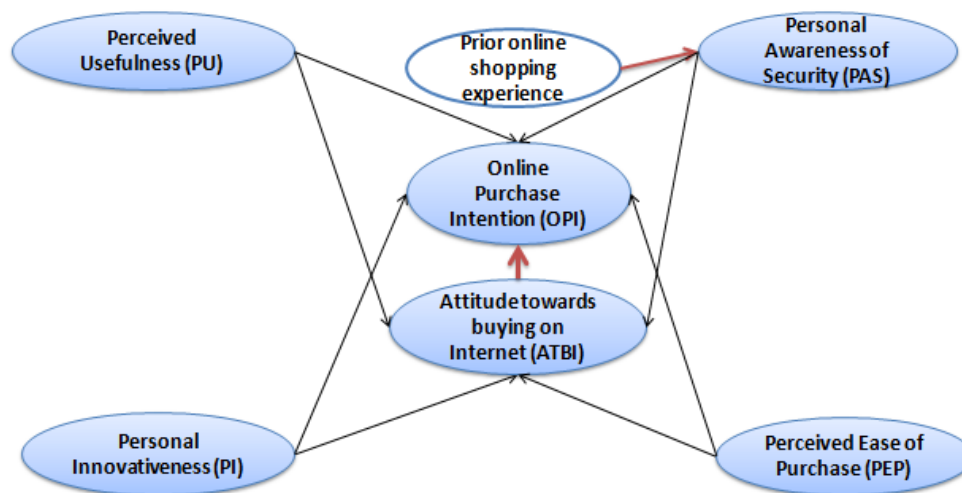 Perceived
Usefulness (PU)
Prior online
shopping
experience
Personal
Awareness of
Security (PAS)
Online
Purchase
Intention (OPI)
Attitude towards
buying on
Internet (ATBI)
Personal
Innovativeness (PI)
Perceived Ease of
Purchase (PEP)